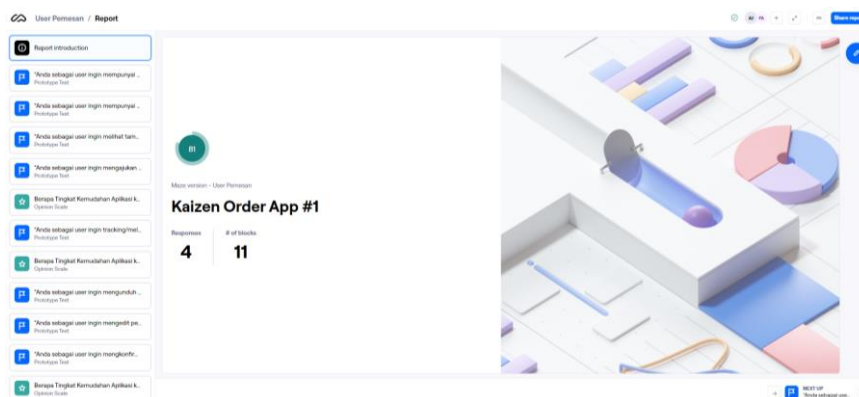 User Pemesan / Report
AI
FA
Share repo
Report introduction
"Anda sebagai user ingin mempunyai ..
Prototype Test
"Anda sebagai user ingin mempunyai ..
Prototype Test
"Anda sebagai user ingin melihat tam..
Prototype Test
"Anda sebagai user ingin mengajukan ..
Prototype Test
Berapa Tingkat Kemudahan Aplikasi k..
Opinion Scale
"Anda sebagai user ingin tracking/mel..
Prototype Test
Berapa Tingkat Kemudahan Aplikasi k..
Opinion Scale
"Anda sebagai user ingin mengunduh ..
Prototype Test
"Anda sebagai user ingin mengedit pe..
Prototype Test
"Anda sebagai user ingin mengkonfir..
Prototype Test
Berapa Tingkat Kemudahan Aplikasi k..
Opinion Scale
81
Maze version - User Pemesan
Kaizen Order App #1
Responses
# of blocks
4
11
NEXT UP
"Anda sebagai use..